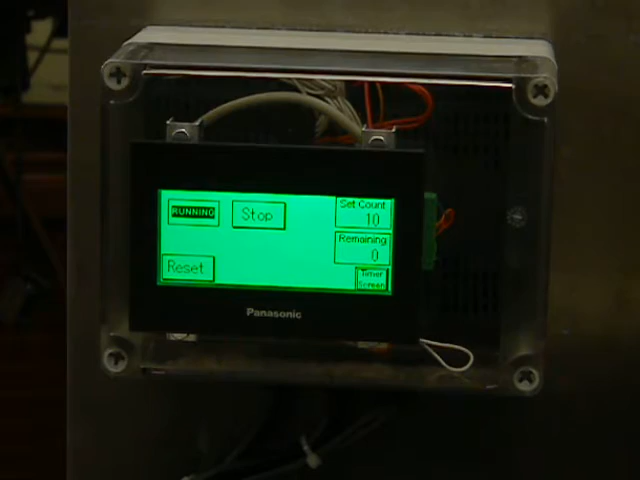 RUNNING
Stop
Set Count
10
Remaining
0
Reset
Timer
Screen
Panasonic